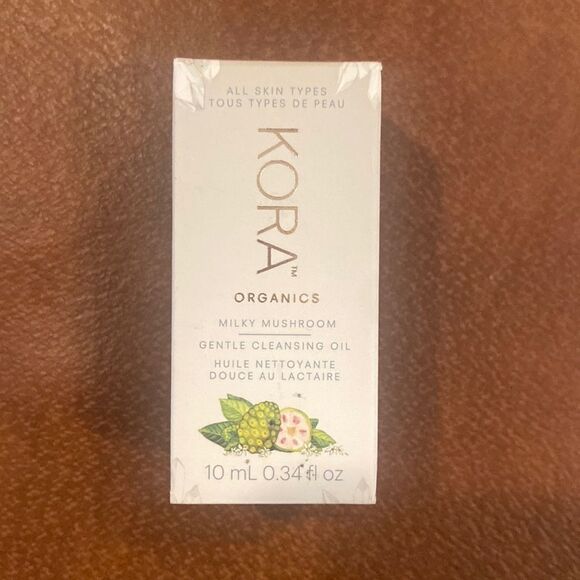 ALL SKIN TYPES
TOUS TYPES DE PEAU
KORA™
ORGANICS
MILKY MUSHROOM
GENTLE CLEANSING OIL
HUILE NETTOYANTE
DOUCE AU LACTAIRE
10 mL 0.34 fl oz